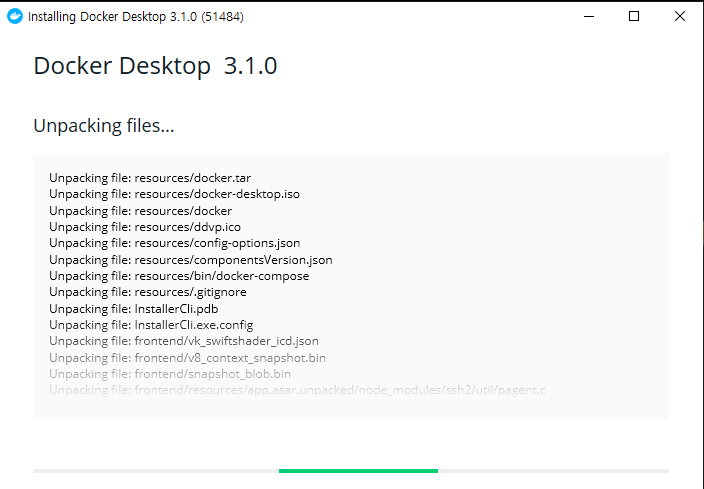 Installing Docker Desktop 3.1.0 (51484)
Docker Desktop 3.1.0
Unpacking files...
Unpacking file: resources/docker.tar
Unpacking file: resources/docker-desktop.iso
Unpacking file: resources/docker
Unpacking file: resources/ddvp.ico
Unpacking file: resources/config-options.json
Unpacking file: resources/componentsVersion.json
Unpacking file: resources/bin/docker-compose
Unpacking file: resources/.gitignore
Unpacking file: InstallerCli.pdb
Unpacking file: InstallerCli.exe.config
Unpacking file: frontend/vk_swiftshader_icd.json
Unpacking file: frontend/v8_context_snapshot.bin
Unpacking file: frontend/snapshot_blob.bin
Unpacking file: frontend/resources/app.asar.unpacked/node_modules/ssh2/util/pagent.c